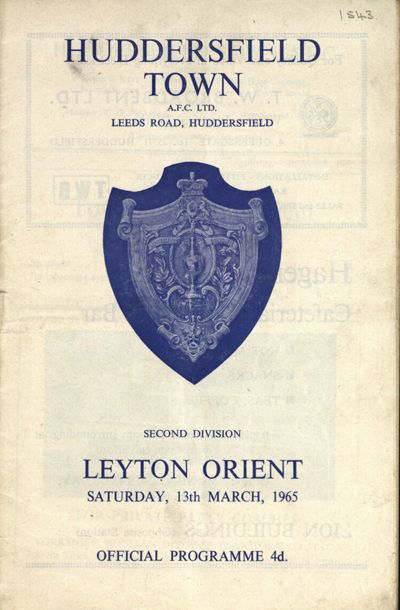 1543
HUDDERSFIELD
TOWN
A.F.C. LTD.
LEEDS ROAD, HUDDERSFIELD
SECOND DIVISION
LEYTON ORIENT
SATURDAY, 13th MARCH, 1965
OFFICIAL PROGRAMME 4d.